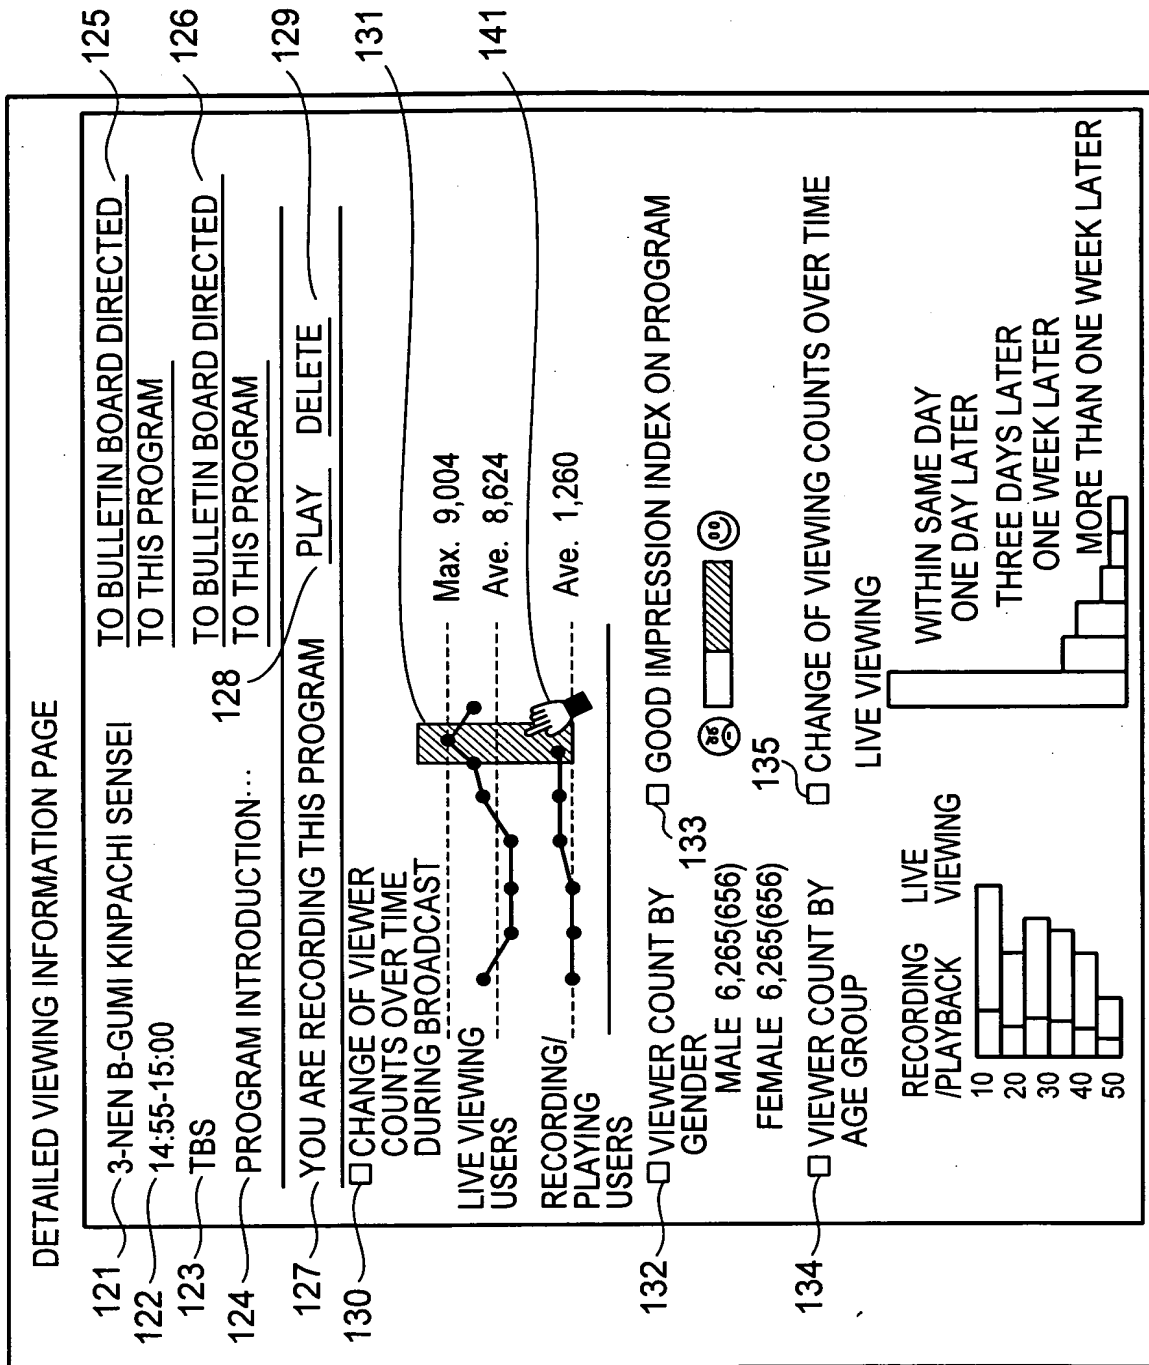 DETAILED VIEWING INFORMATION PAGE
121
3-NEN B-GUMI KINPACHI SENSEI
TO BULLETIN BOARD DIRECTED
TO THIS PROGRAM
125
122
14:55-15:00
123
TBS
TO BULLETIN BOARD DIRECTED
TO THIS PROGRAM
126
124
PROGRAM INTRODUCTION...
128
127
YOU ARE RECORDING THIS PROGRAM
PLAY
DELETE
129
130
CHANGE OF VIEWER
COUNTS OVER TIME
DURING BROADCAST
131
LIVE VIEWING
USERS
Max. 9,004
Ave. 8,624
RECORDING/
PLAYING
USERS
Ave. 1,260
141
132
VIEWER COUNT BY
GENDER
MALE 6,265(656)
FEMALE 6,265(656)
133
GOOD IMPRESSION INDEX ON PROGRAM
134
VIEWER COUNT BY
AGE GROUP
RECORDING
/PLAYBACK
LIVE
VIEWING
10
20
30
40
50
135
CHANGE OF VIEWING COUNTS OVER TIME
LIVE VIEWING
WITHIN SAME DAY
ONE DAY LATER
THREE DAYS LATER
ONE WEEK LATER
MORE THAN ONE WEEK LATER